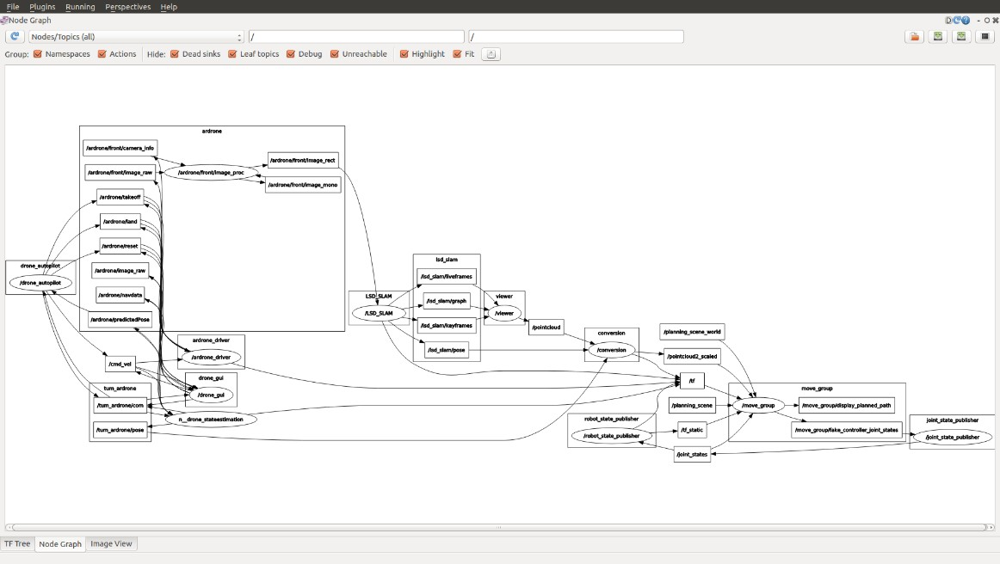 File Plugins Running Perspectives Help
Node Graph
Nodes/Topics (all)
/
/
Group: Namespaces Actions Hide: Dead sinks Leaf topics Debug Unreachable Highlight Fit
ardrone
/ardrone/front/camera_info
/ardrone/front/image_raw
/ardrone/front/image_proc
/ardrone/front/image_rect
/ardrone/front/image_mono
/ardrone/takeoff
/ardrone/land
/ardrone/reset
/ardrone/image_raw
/ardrone/navdata
/ardrone/predictedPose
drone_autopilot
/drone_autopilot
/cmd_vel
ardrone_driver
/ardrone_driver
drone_gui
/drone_gui
tum_ardrone
/tum_ardrone/com
/tum_ardrone/pose
n__drone_stateestimation
LSD_SLAM
/LSD_SLAM
lsd_slam
/lsd_slam/liveframes
/lsd_slam/graph
/lsd_slam/keyframes
/lsd_slam/pose
viewer
/viewer
/pointcloud
conversion
/conversion
/planning_scene_world
/pointcloud2_scaled
/tf
/planning_scene
/tf_static
/joint_states
robot_state_publisher
/robot_state_publisher
move_group
/move_group
/move_group/display_planned_path
/move_group/fake_controller_joint_states
joint_state_publisher
/joint_state_publisher
TF Tree Node Graph Image View